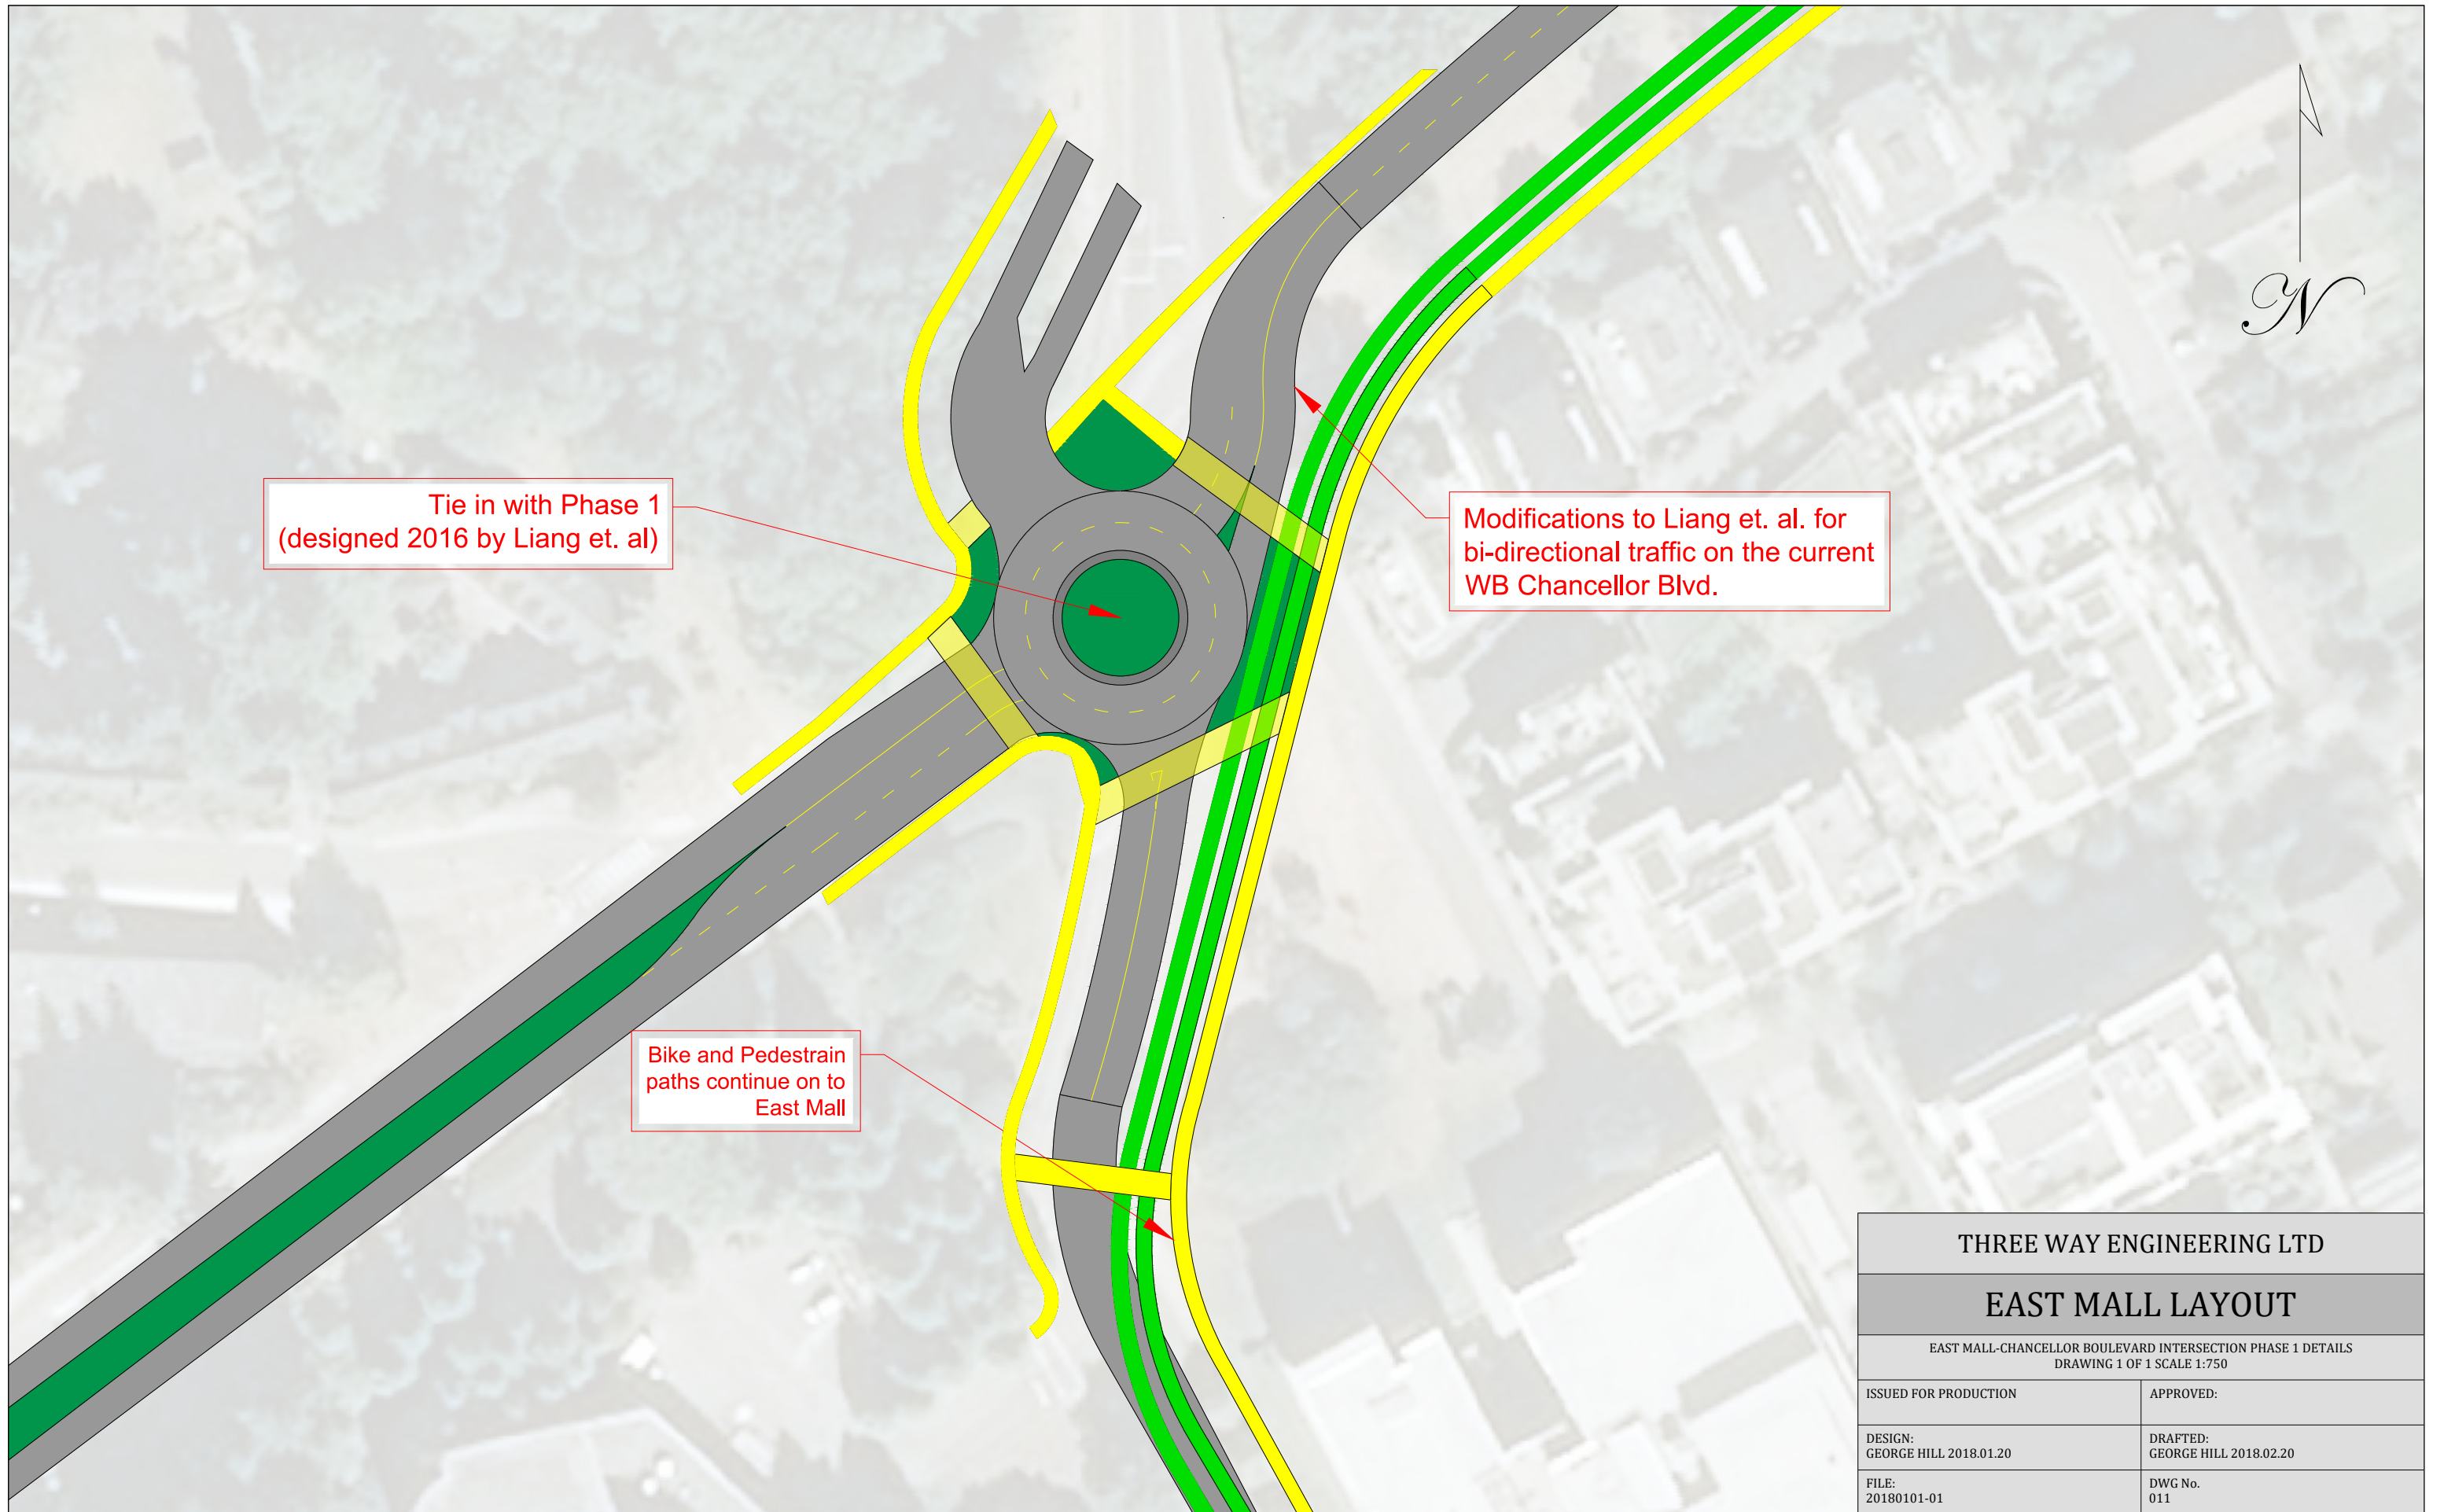 Tie in with Phase 1
(designed 2016 by Liang et. al)
Modifications to Liang et. al. for
bi-directional traffic on the current
WB Chancellor Blvd.
Bike and Pedestrain
paths continue on to
East Mall
N
THREE WAY ENGINEERING LTD
EAST MALL LAYOUT
EAST MALL-CHANCELLOR BOULEVARD INTERSECTION PHASE 1 DETAILS
DRAWING 1 OF 1 SCALE 1:750
ISSUED FOR PRODUCTION
APPROVED:
DESIGN:
GEORGE HILL 2018.01.20
DRAFTED:
GEORGE HILL 2018.02.20
FILE:
20180101-01
DWG No.
011